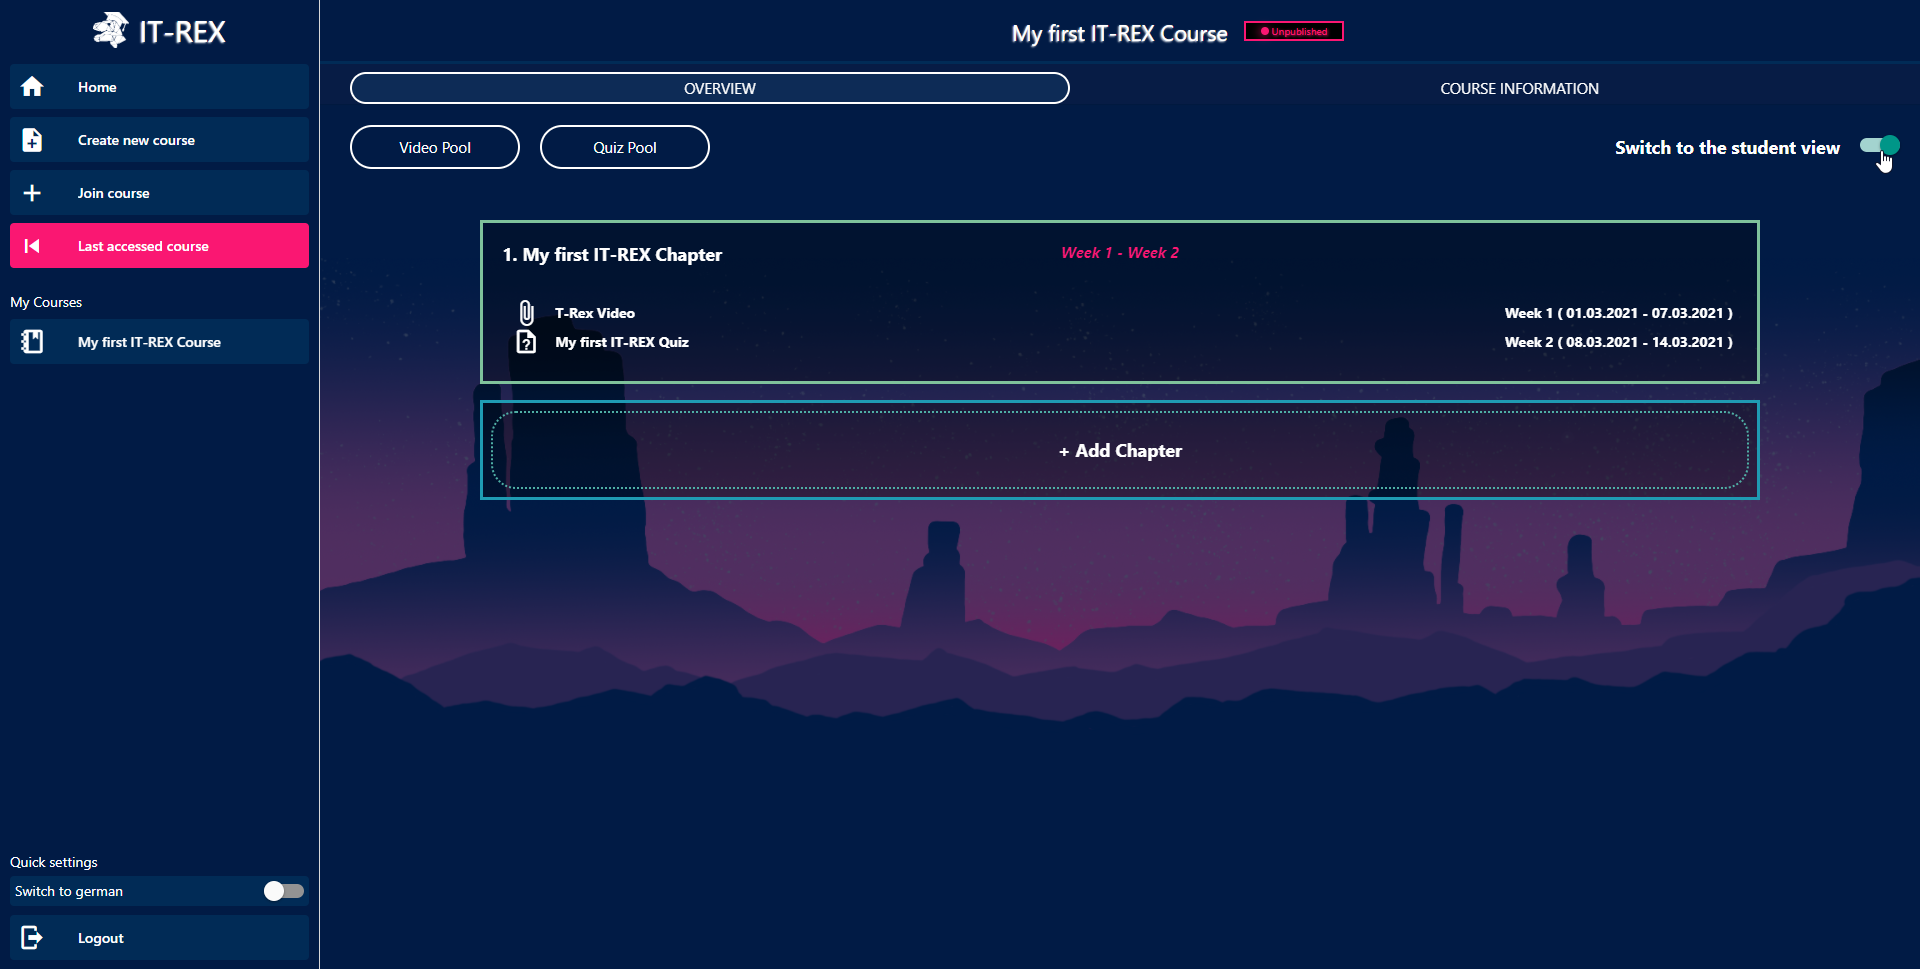 IT-REX
Home
Create new course
Join course
Last accessed course
My Courses
My first IT-REX Course
Quick settings
Switch to german
Logout
My first IT-REX Course
Unpublished
OVERVIEW
COURSE INFORMATION
Video Pool
Quiz Pool
Switch to the student view
1. My first IT-REX Chapter
Week 1 - Week 2
T-Rex Video
Week 1 ( 01.03.2021 - 07.03.2021 )
My first IT-REX Quiz
Week 2 ( 08.03.2021 - 14.03.2021 )
+ Add Chapter